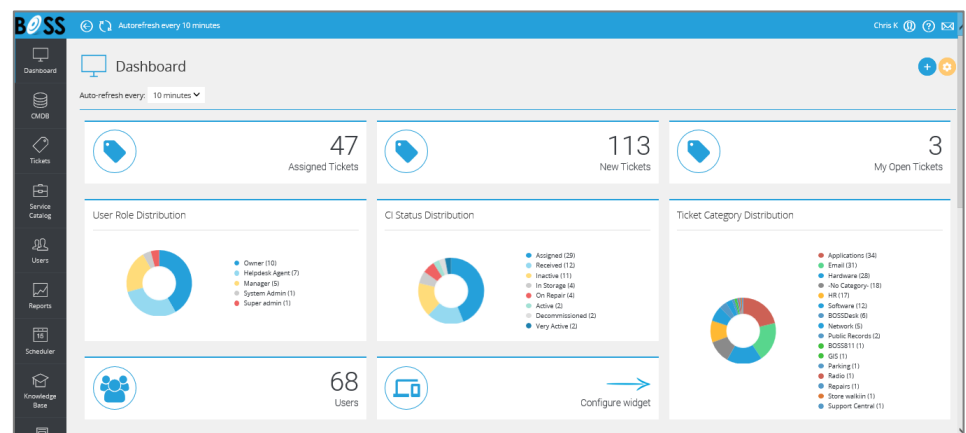 BOSS
Autorefresh every 10 minutes
Chris K
Dashboard
CMDB
Tickets
Service
Catalog
Users
Reports
18
Scheduler
Knowledge
Base
Dashboard
Auto-refresh every: 10 minutes
47
Assigned Tickets
113
New Tickets
3
My Open Tickets
User Role Distribution
Owner (10)
Helpdesk Agent (7)
Manager (5)
System Admin (1)
Super admin (1)
CI Status Distribution
Assigned (29)
Received (12)
Inactive (11)
In Storage (4)
On Repair (4)
Active (2)
Decommissioned (2)
Very Active (2)
Ticket Category Distribution
Applications (34)
Email (31)
Hardware (28)
-No Category- (18)
HR (17)
Software (12)
BOSSDesk (6)
Network (5)
Public Records (2)
BOSS811 (1)
GIS (1)
Parking (1)
Radio (1)
Repairs (1)
Store walkin (1)
Support Central (1)
68
Users
Configure widget